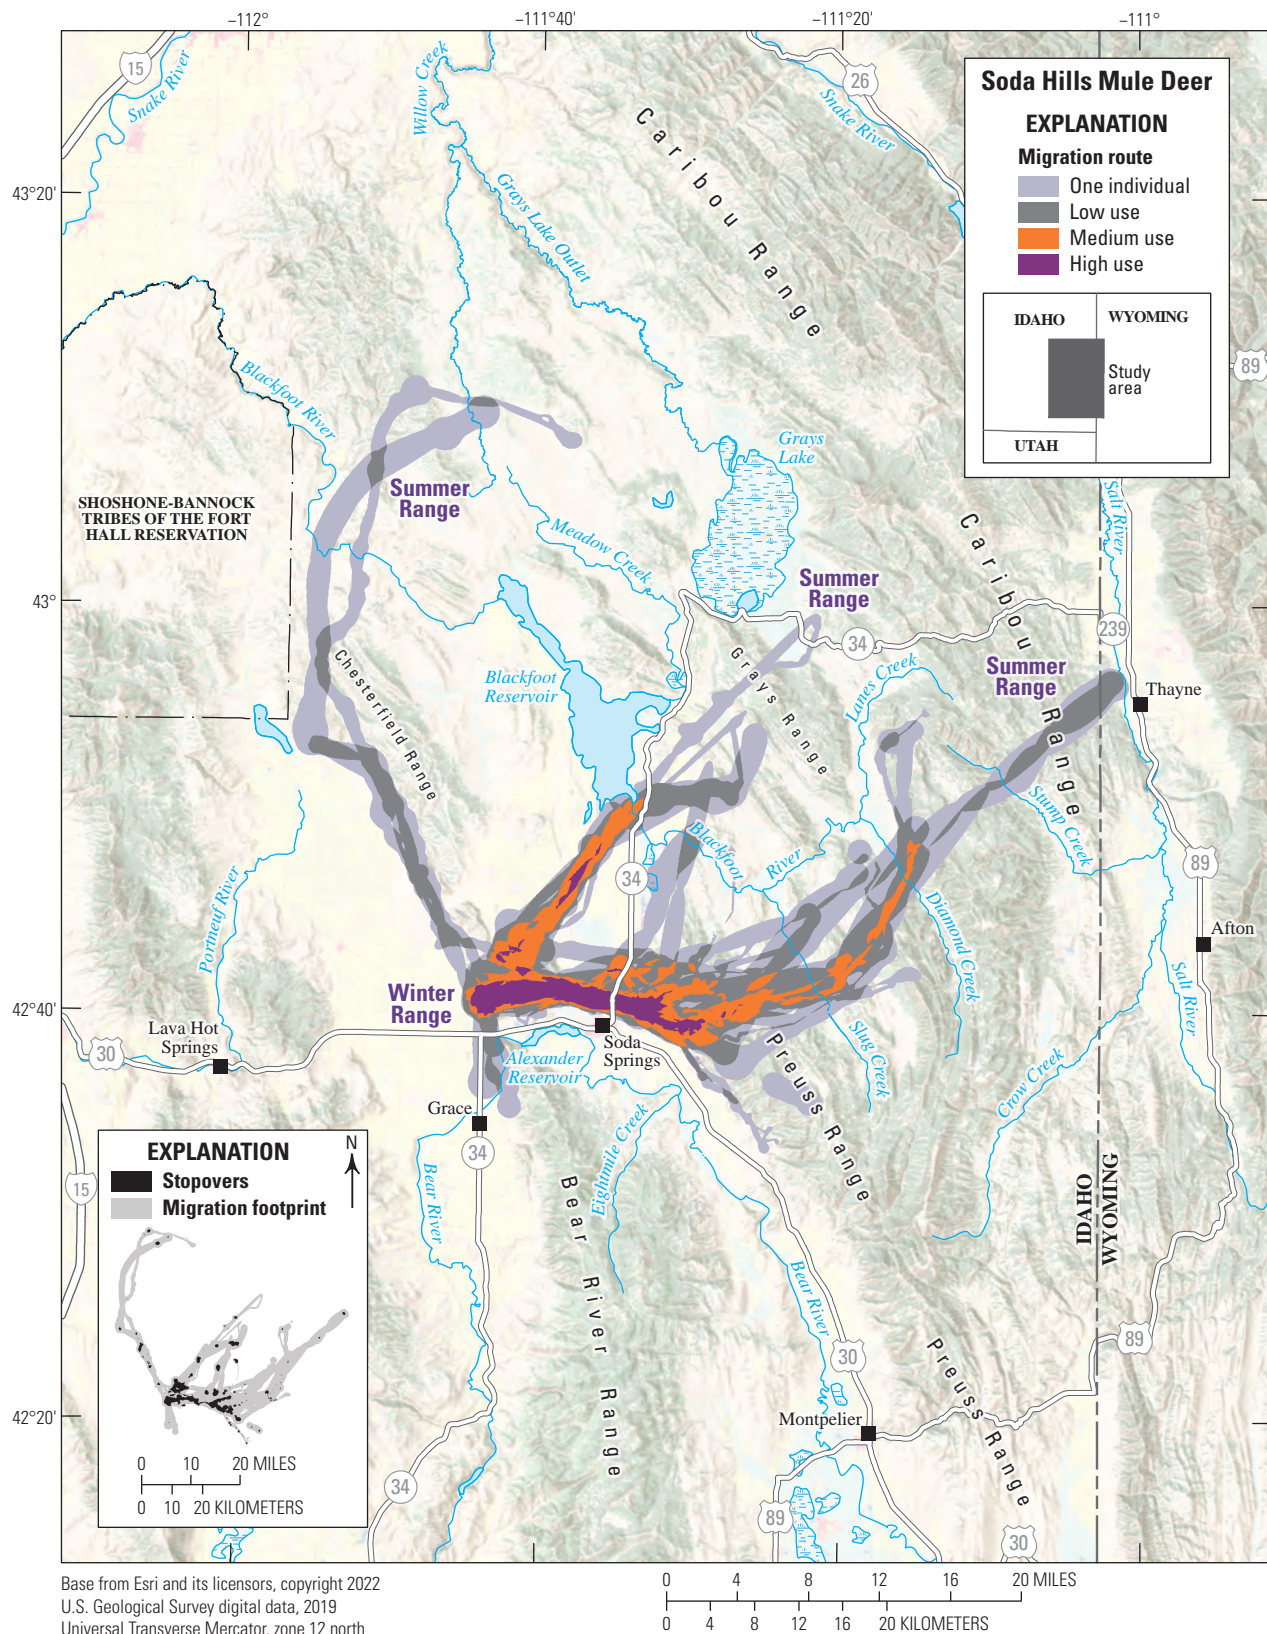 −112°
−111°40'
−111°20'
−111°
15
Snake River
Willow Creek
26
Snake River
Soda Hills Mule Deer
EXPLANATION
Migration route
One individual
Low use
Medium use
High use
IDAHO
WYOMING
Study
area
UTAH
Caribou Range
43°20'
Grays Lake Outlet
89
Blackfoot River
Grays
Lake
Summer
Range
SHOSHONE-BANNOCK
TRIBES OF THE FORT
HALL RESERVATION
Salt River
Caribou Range
Meadow Creek
Summer
Range
43°
239
34
Chesterfield Range
Grays Range
Lanes Creek
Summer
Range
Blackfoot
Reservoir
Thayne
Stump Creek
Blackfoot River
34
89
Portneuf River
Diamond Creek
Afton
Winter
Range
42°40'
Salt River
Lava Hot
Springs
30
Soda
Springs
Alexander
Reservoir
Slug Creek
Preuss Range
Crow Creek
Grace
Eightmile Creek
34
15
Bear River
Bear River Range
IDAHO
WYOMING
EXPLANATION
N
Stopovers
Migration footprint
Bear River
89
30
Preuss Range
42°20'
Montpelier
0 10 20 MILES
0 10 20 KILOMETERS
34
89
30
Base from Esri and its licensors, copyright 2022
U.S. Geological Survey digital data, 2019
Universal Transverse Mercator, zone 12 north
0 4 8 12 16 20 MILES
0 4 8 12 16 20 KILOMETERS